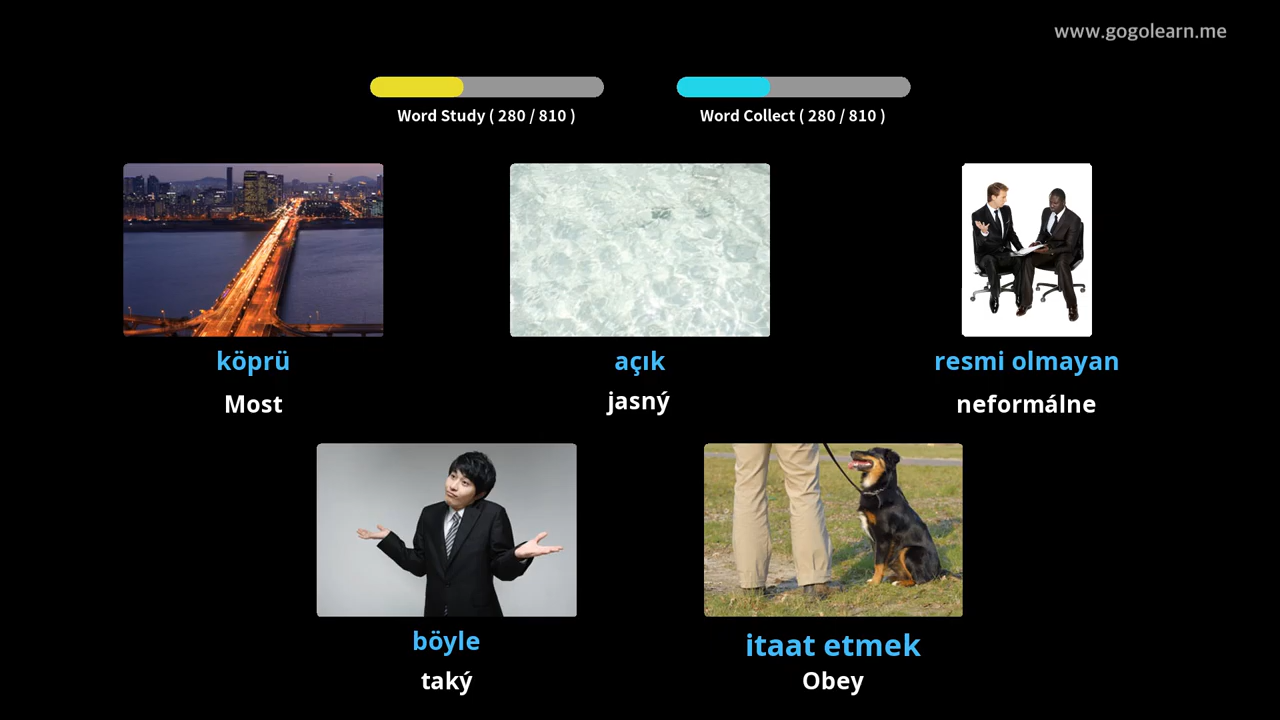 www.gogolearn.me
Word Study ( 280 / 810 )
Word Collect ( 280 / 810 )
köprü
Most
açık
jasný
resmi olmayan
neformálne
böyle
taký
itaat etmek
Obey